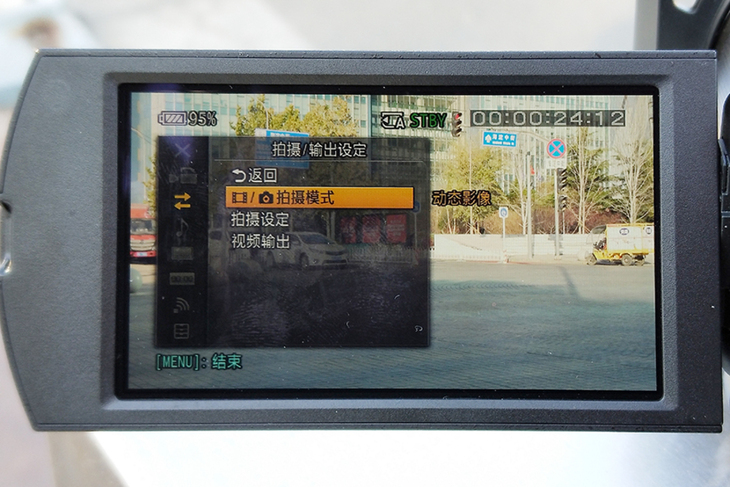 95% A STBY 00:00:24:12
拍摄/输出设定
返回
/拍摄模式 动态影像
拍摄设定
视频输出
[MENU]: 结束